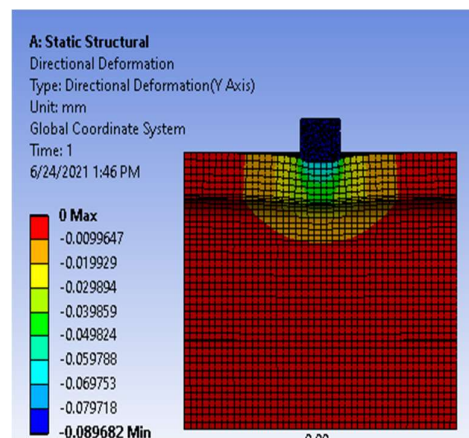 A: Static Structural
Directional Deformation
Type: Directional Deformation(Y Axis)
Unit: mm
Global Coordinate System
Time: 1
6/24/2021 1:46 PM
0 Max
-0.0099647
-0.019929
-0.029894
-0.039859
-0.049824
-0.059788
-0.069753
-0.079718
-0.089682 Min